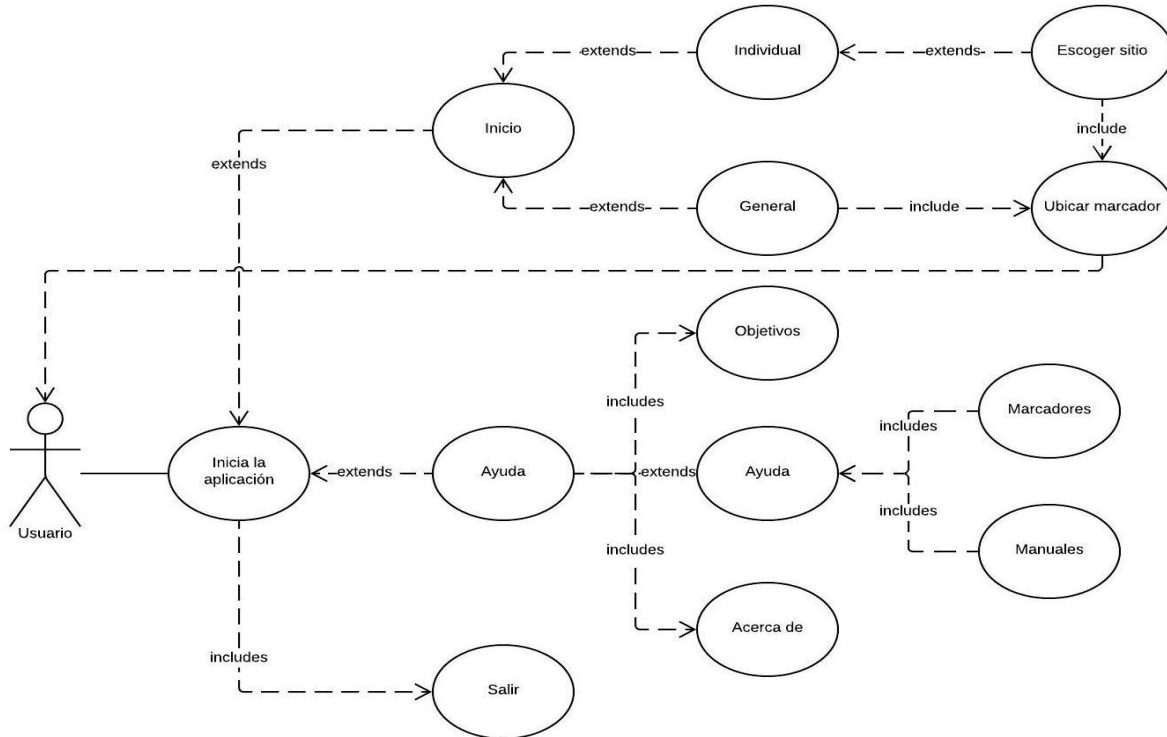 extends
Individual
extends
Escoger sitio
Inicio
include
extends
extends
General
include
Ubicar marcador
Objetivos
includes
Marcadores
includes
Inicia la
aplicación
extends
Ayuda
extends
Ayuda
includes
Usuario
includes
Manuales
Acerca de
includes
Salir